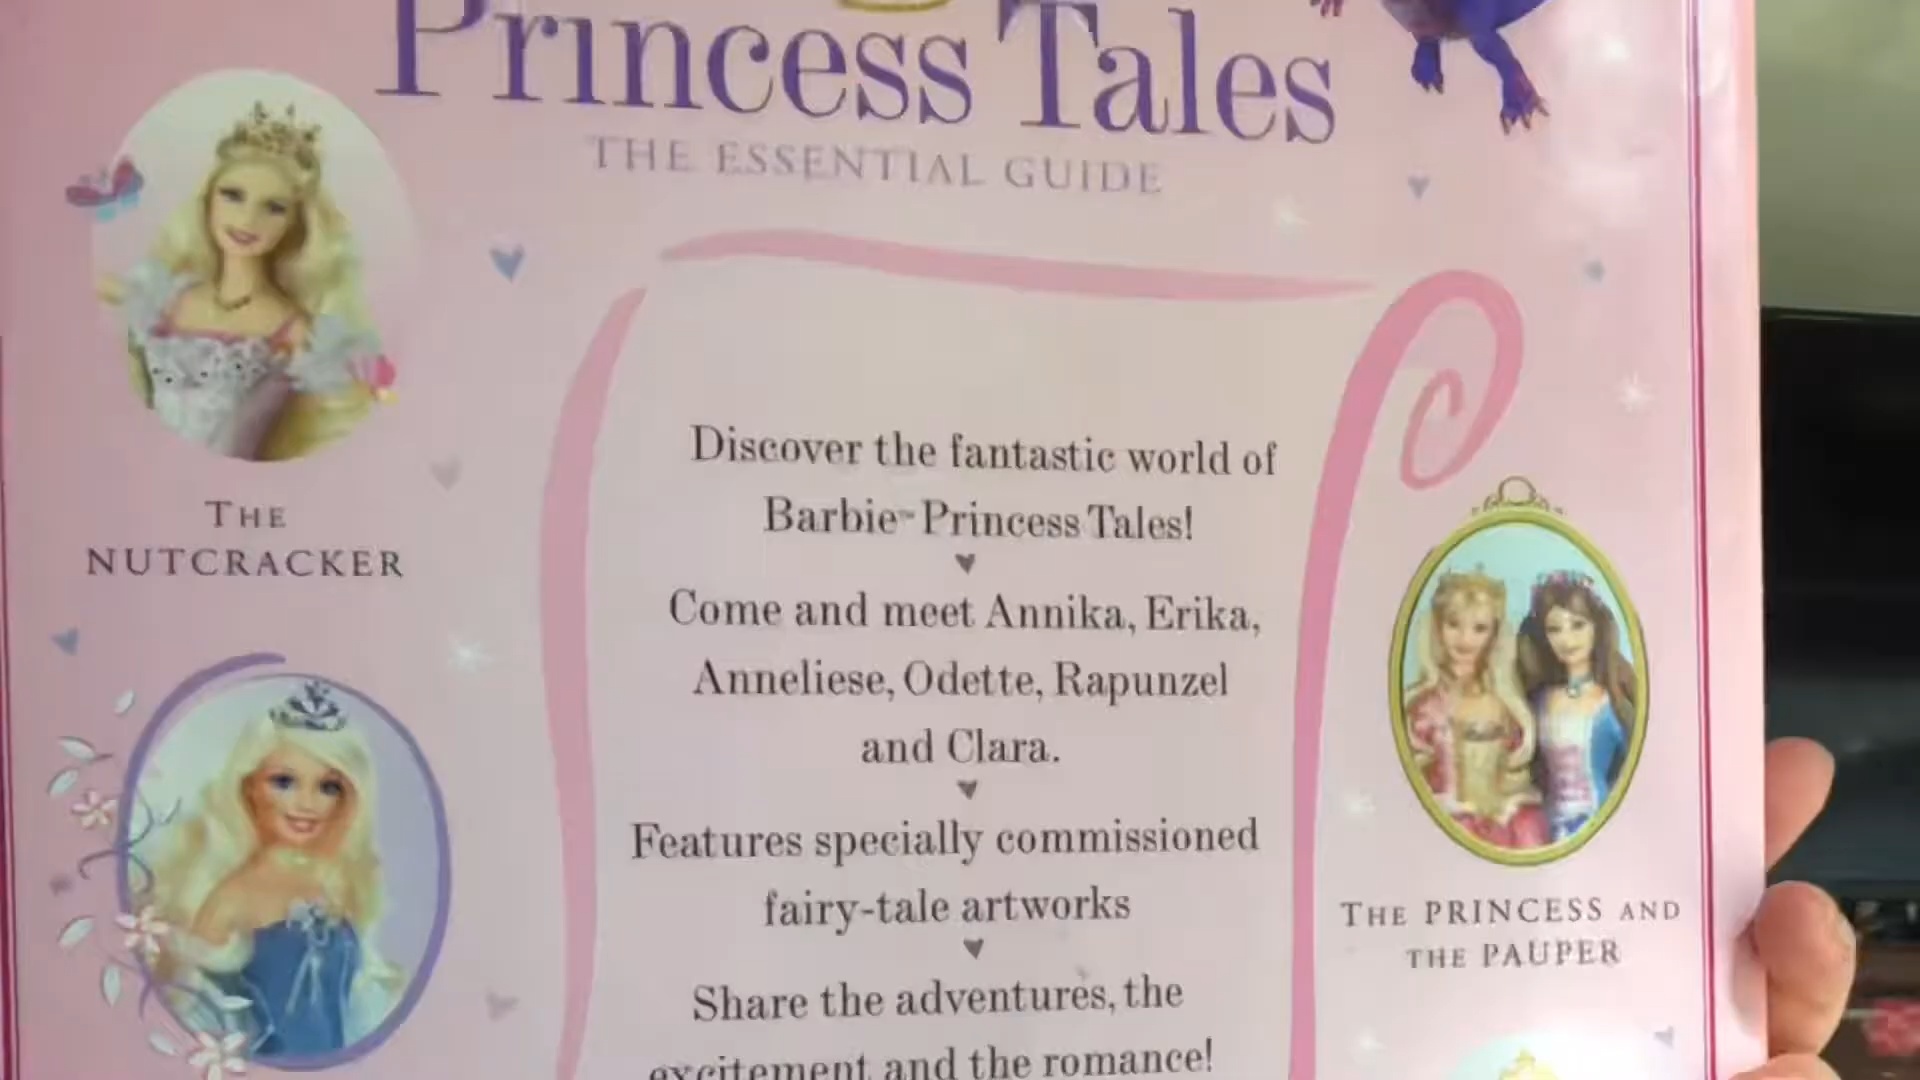 Princess Tales
THE ESSENTIAL GUIDE
THE
NUTCRACKER
Discover the fantastic world of
Barbie™ Princess Tales!
Come and meet Annika, Erika,
Anneliese, Odette, Rapunzel
and Clara.
Features specially commissioned
fairy-tale artworks
Share the adventures, the
excitement and the romance!
THE PRINCESS AND
THE PAUPER